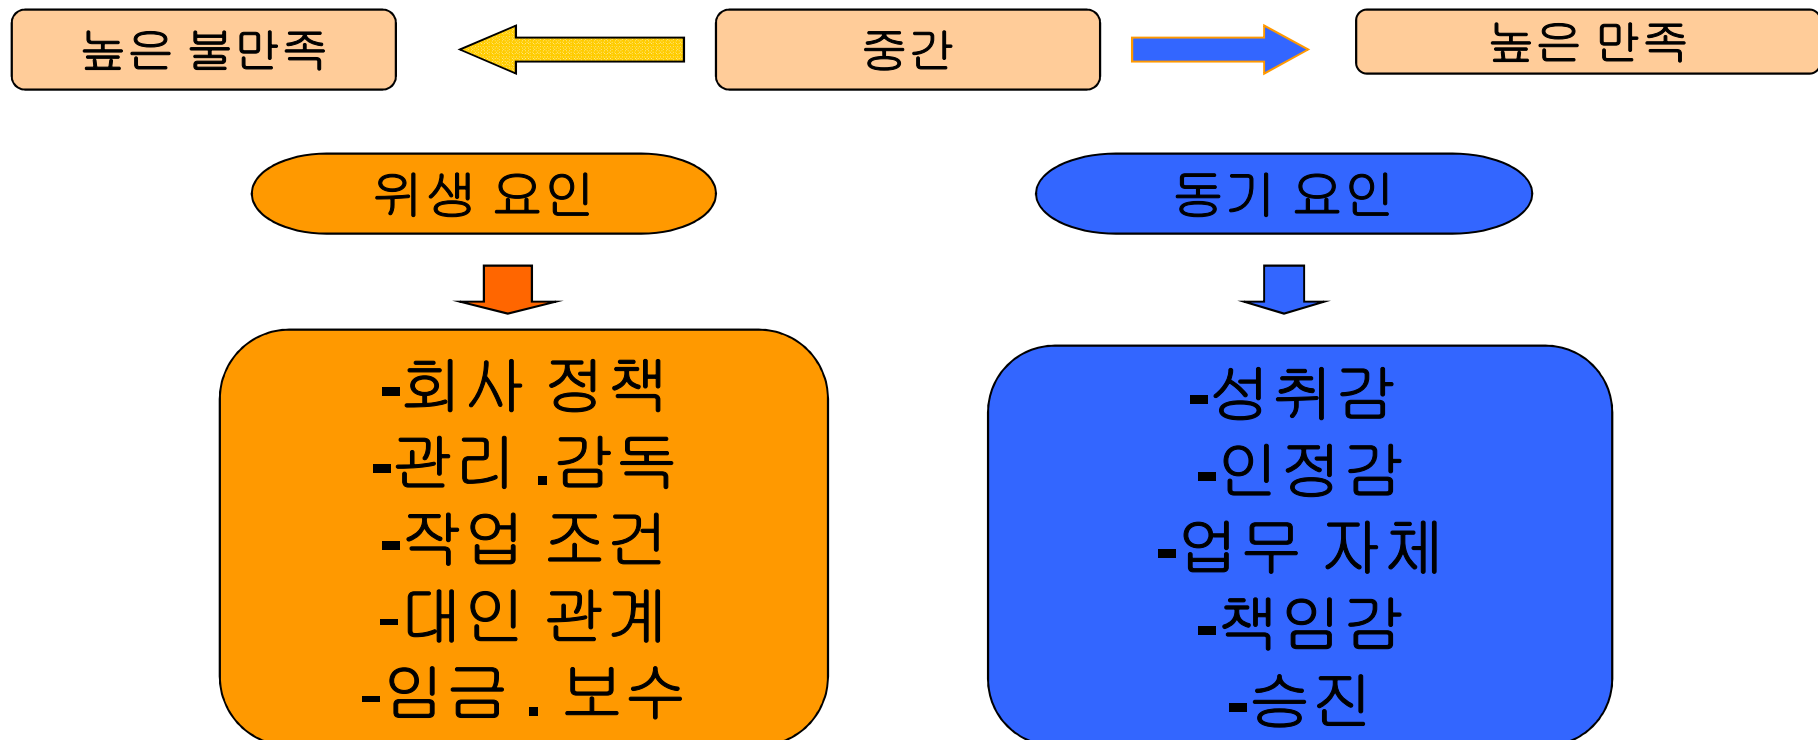 높은 불만족
중간
높은 만족
위생 요인
동기 요인
-회사 정책
-관리 .감독
-작업 조건
-대인 관계
-임금 . 보수
-성취감
-인정감
-업무 자체
-책임감
-승진